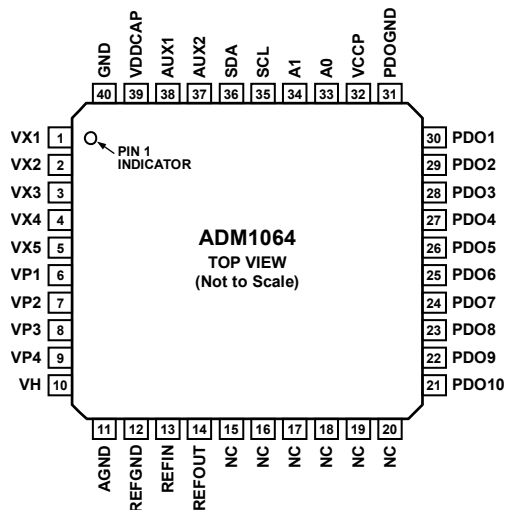 GND VDDCAP AUX1 AUX2 SDA SCL A1 A0 VCCP PDOGND
40 39 38 37 36 35 34 33 32 31
VX1 1
VX2 2
VX3 3
VX4 4
VX5 5
VP1 6
VP2 7
VP3 8
VP4 9
VH 10
PIN 1
INDICATOR
ADM1064
TOP VIEW
(Not to Scale)
30 PDO1
29 PDO2
28 PDO3
27 PDO4
26 PDO5
25 PDO6
24 PDO7
23 PDO8
22 PDO9
21 PDO10
11 12 13 14 15 16 17 18 19 20
AGND REFGND REFIN REFOUT NC NC NC NC NC NC